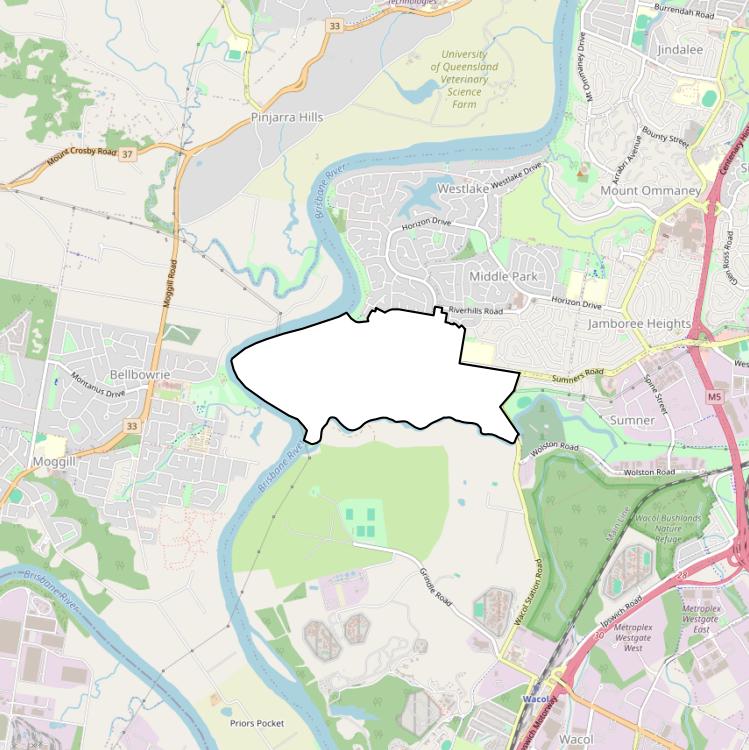 Technologies
Burrendah Road
33
Jindalee
University
of Queensland
Veterinary
Science
Farm
Mt Ommaney Drive
Pinjarra Hills
Bounty Street
Arrabri Avenue
Centenary
Mount Crosby Road
37
Brisbane River
Westlake
Westlake Drive
Mount Ommaney
Horizon Drive
Glen Ross Road
Moggill Road
Middle Park
Horizon Drive
Riverhills Road
Jamboree Heights
Bellbowrie
Montanus Drive
Sumners Road
Spine Street
M5
33
Sumner
Wolston Road
Moggill
Brisbane River
Wolston Road
Main Line
Wacol Bushlands
Nature
Refuge
Brisbane River
Grindle Road
Wacol Station Road
Ipswich Road
Metroplex
Westgate
East
Metroplex
Westgate
West
Wacol
Priors Pocket
Ipswich Motorway
Wacol